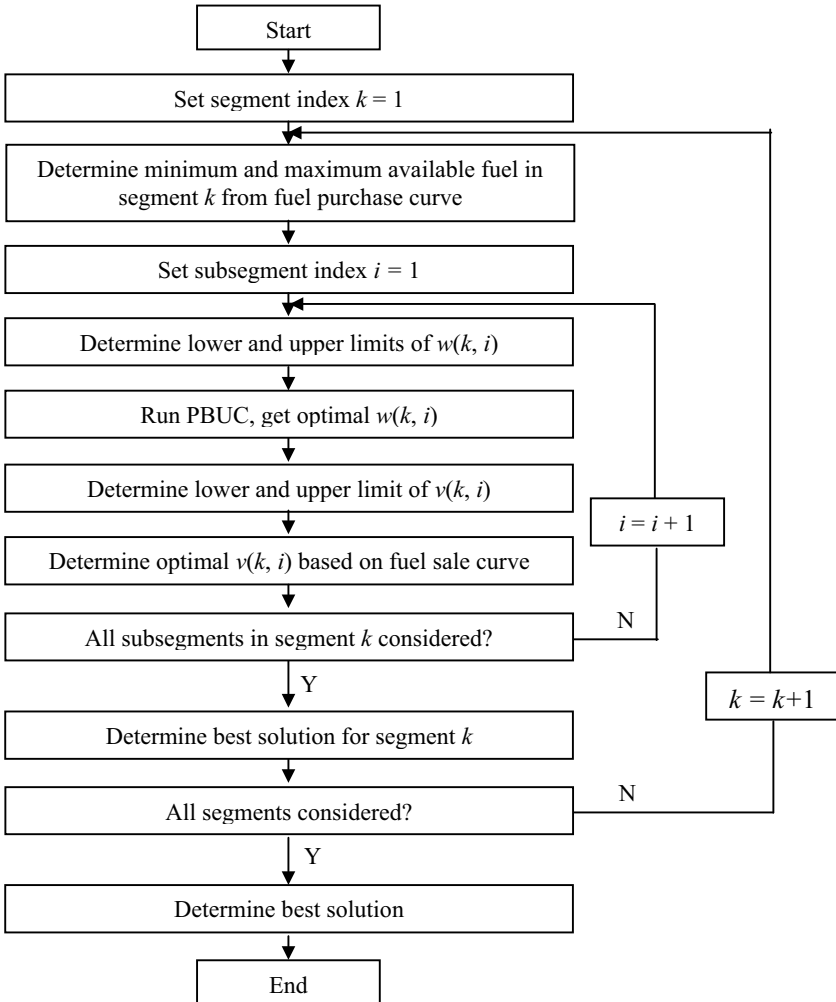 Start
Set segment index k = 1
Determine minimum and maximum available fuel in
segment k from fuel purchase curve
Set subsegment index i = 1
Determine lower and upper limits of w(k, i)
Run PBUC, get optimal w(k, i)
Determine lower and upper limit of v(k, i)
i = i + 1
Determine optimal v(k, i) based on fuel sale curve
All subsegments in segment k considered?
N
Y
k = k+1
Determine best solution for segment k
All segments considered?
N
Y
Determine best solution
End